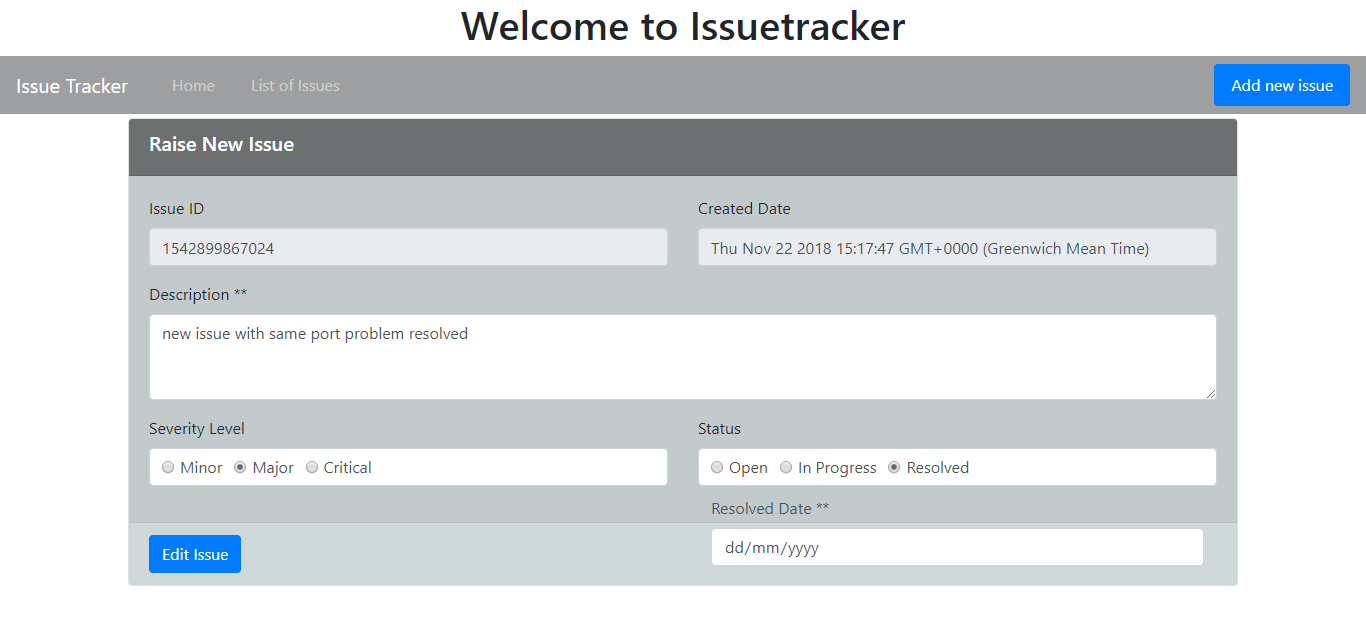 Welcome to Issuetracker
Issue Tracker Home List of Issues Add new issue
Raise New Issue
Issue ID Created Date
1542899867024 Thu Nov 22 2018 15:17:47 GMT+0000 (Greenwich Mean Time)
Description **
new issue with same port problem resolved
Severity Level Status
Minor Major Critical Open In Progress Resolved
Resolved Date **
Edit Issue dd/mm/yyyy